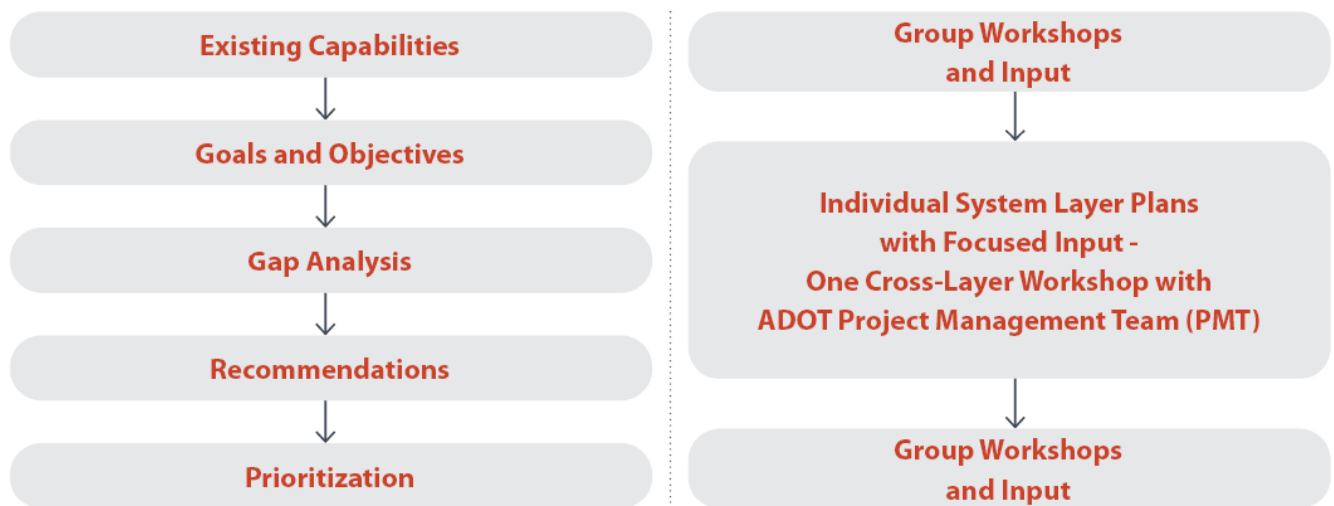 Existing Capabilities
Goals and Objectives
Gap Analysis
Recommendations
Prioritization
Group Workshops
and Input
Individual System Layer Plans
with Focused Input -
One Cross-Layer Workshop with
ADOT Project Management Team (PMT)
Group Workshops
and Input